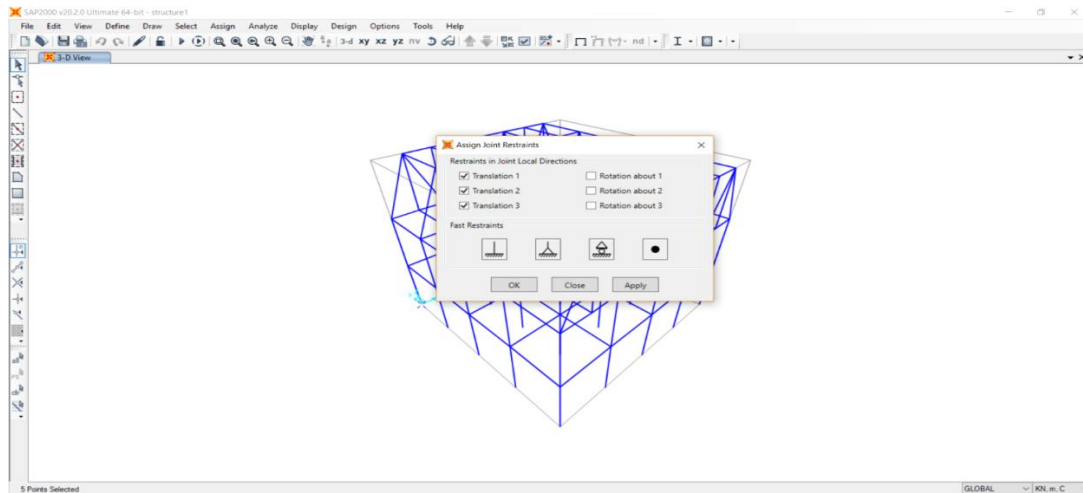 SAP2000 v20.2.0 Ultimate 64-bit - structure1
File Edit View Define Draw Select Assign Analyze Display Design Options Tools Help
3-d xy xz yz nv nd
3-D View
Assign Joint Restraints
Restraints in Joint Local Directions
Translation 1 Rotation about 1
Translation 2 Rotation about 2
Translation 3 Rotation about 3
Fast Restraints
OK Close Apply
5 Points Selected GLOBAL KN, m, C